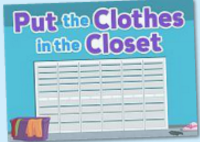 Put the Clothes
in the Closet